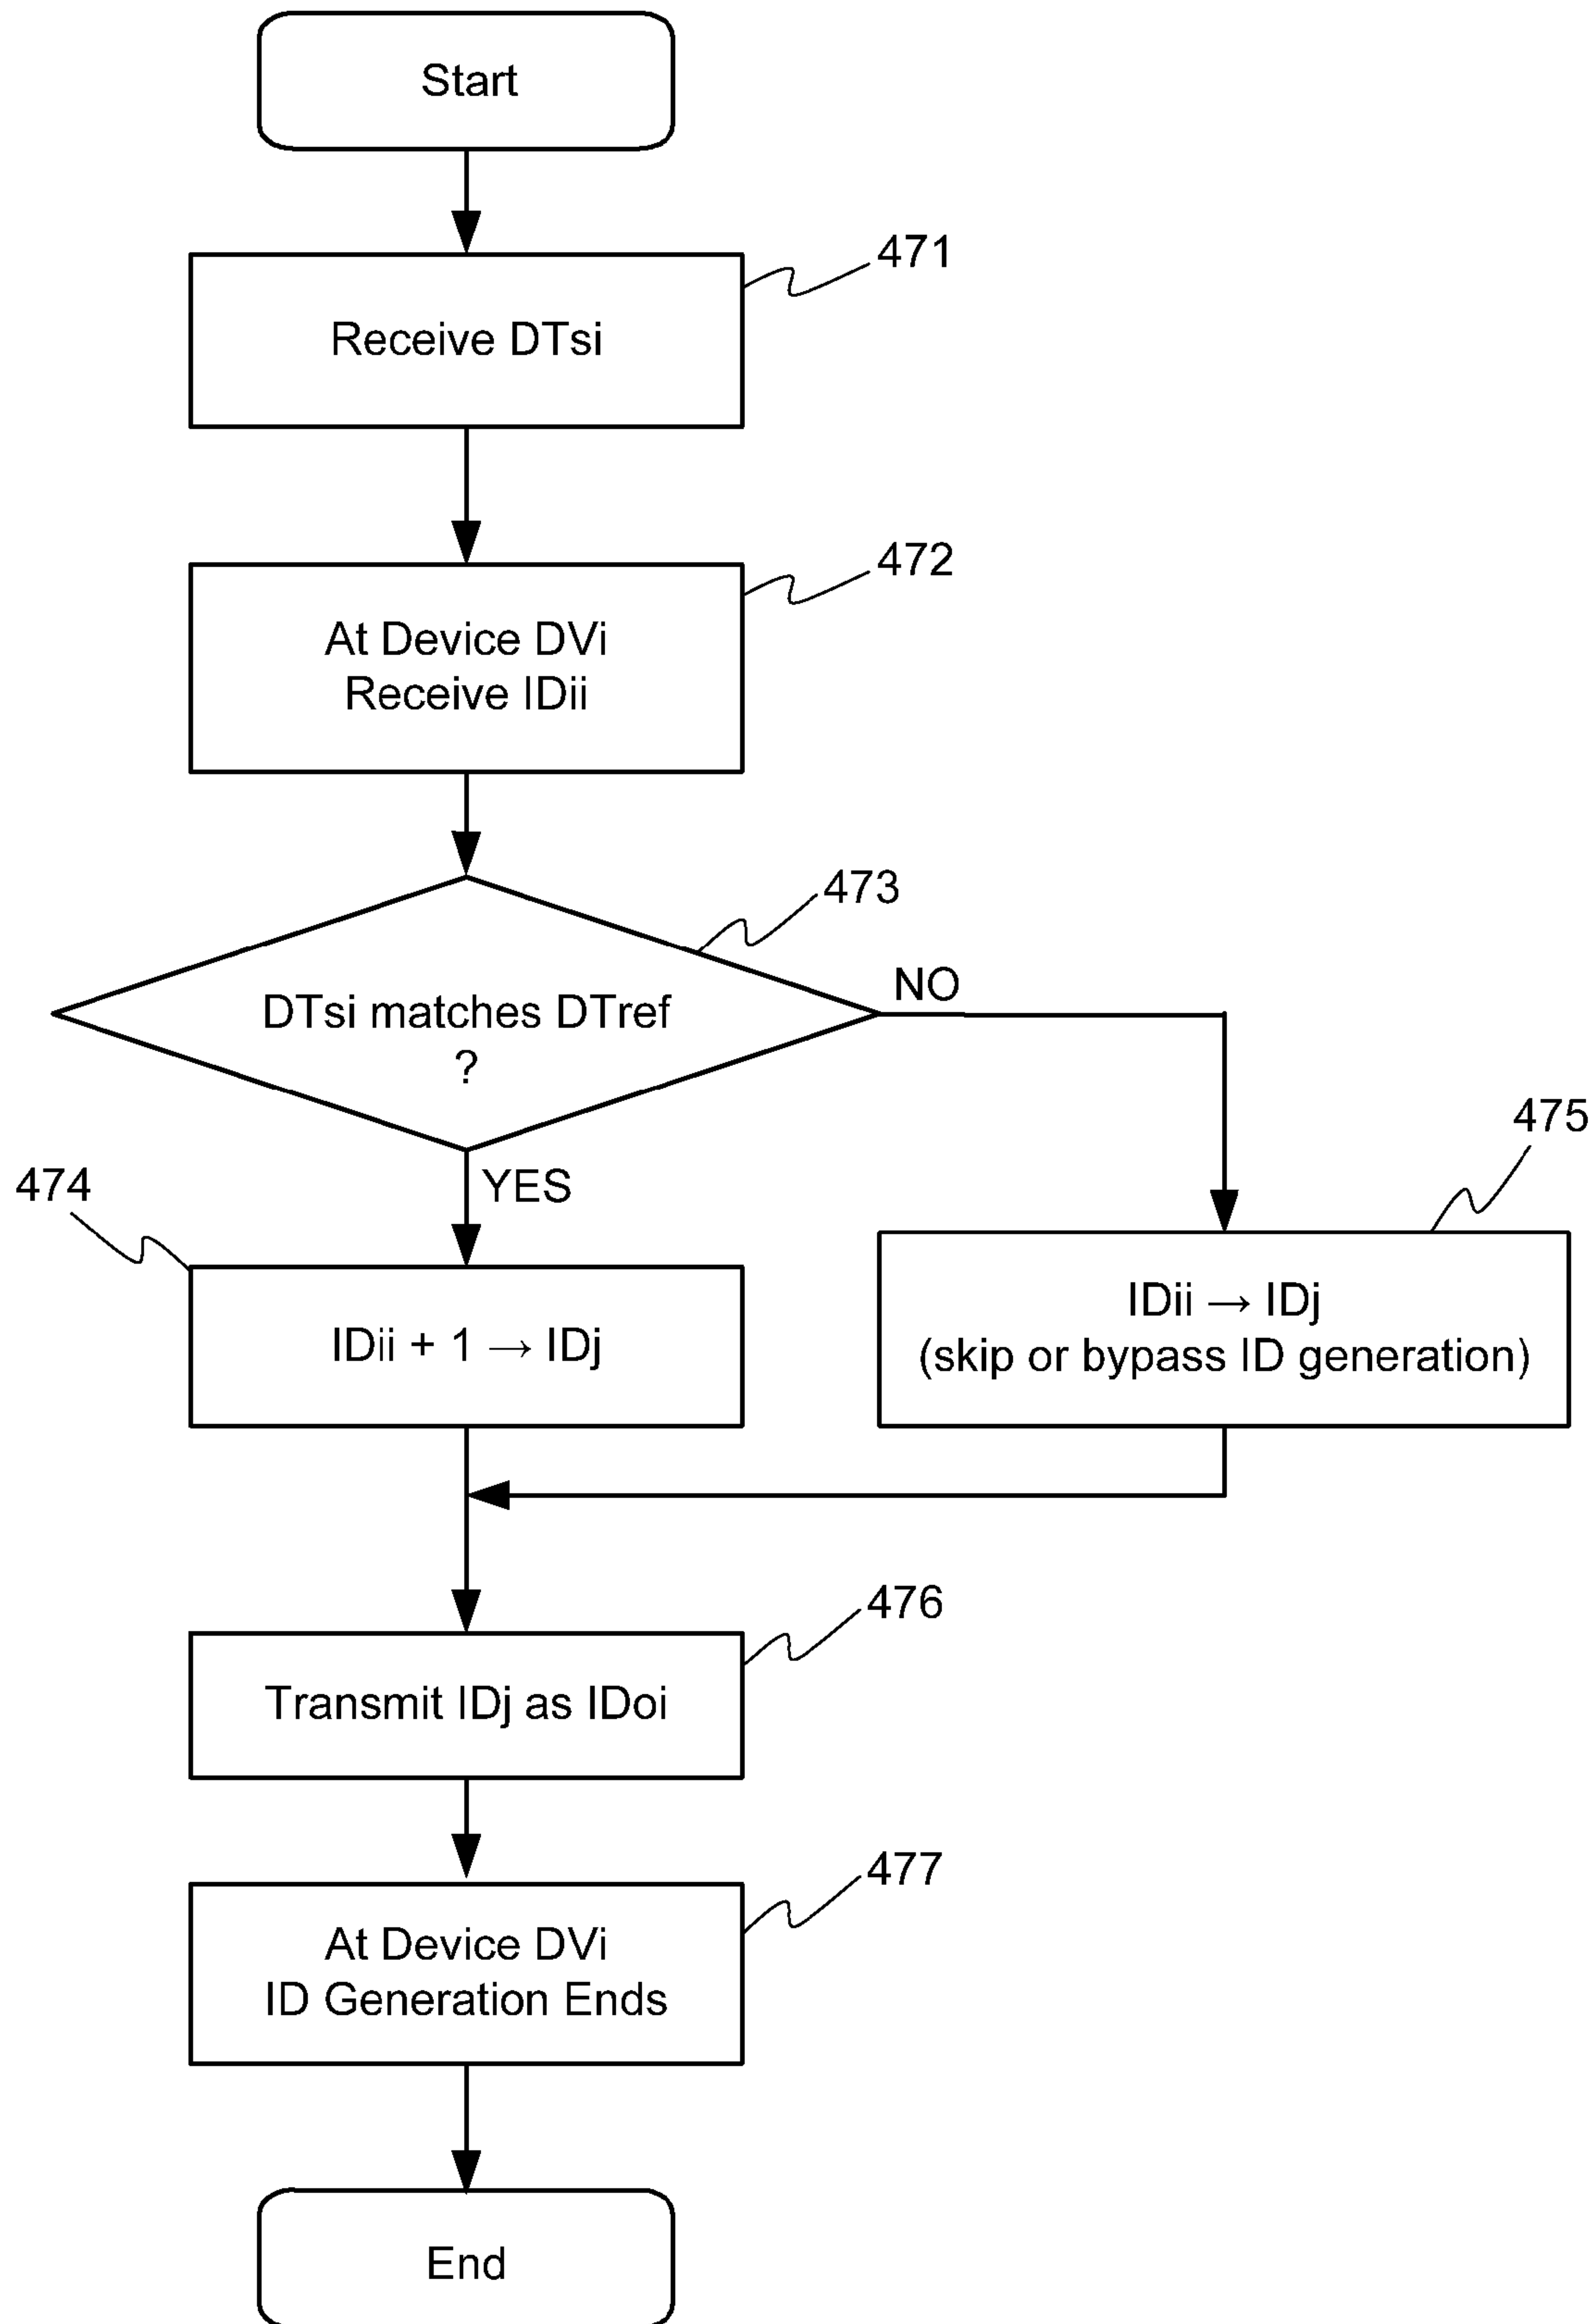 Start
471
Receive DTsi
472
At Device DVi
Receive IDii
473
DTsi matches DTref
?
NO
YES
474
IDii + 1 → IDj
475
IDii → IDj
(skip or bypass ID generation)
476
Transmit IDj as IDoi
477
At Device DVi
ID Generation Ends
End